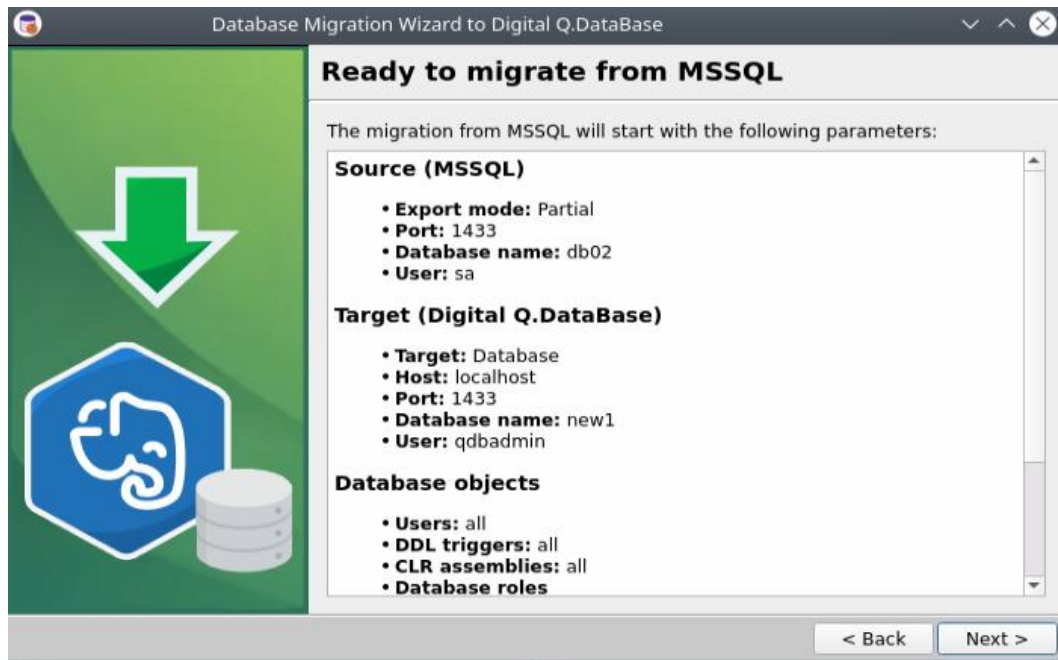 Database Migration Wizard to Digital Q.DataBase
Ready to migrate from MSSQL
The migration from MSSQL will start with the following parameters:
Source (MSSQL)
• Export mode: Partial
• Port: 1433
• Database name: db02
• User: sa
Target (Digital Q.DataBase)
• Target: Database
• Host: localhost
• Port: 1433
• Database name: new1
• User: qdbadmin
Database objects
• Users: all
• DDL triggers: all
• CLR assemblies: all
• Database roles
< Back
Next >